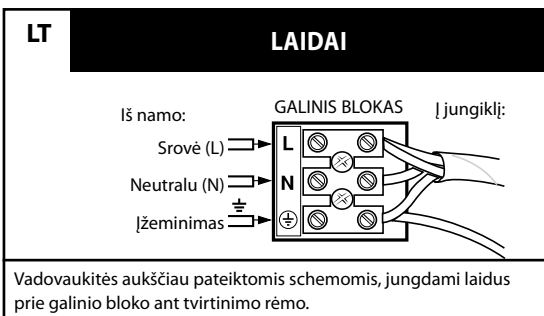 LT
LAIDAI
Iš namo:
GALINIS BLOKAS
Į jungiklį:
Srovė (L)
L
Neutralu (N)
N
Įžeminimas
Vadovaukitės aukščiau pateiktomis schemomis, jungdami laidus
prie galinio bloko ant tvirtinimo rėmo.